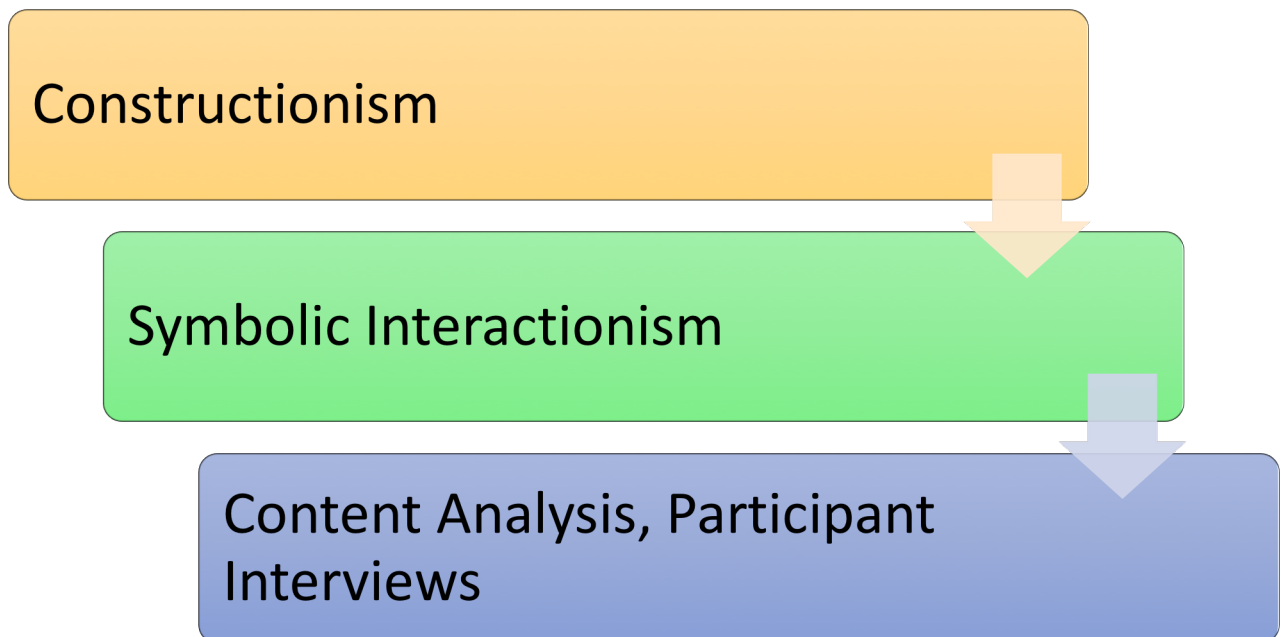 Constructionism
Symbolic Interactionism
Content Analysis, Participant
Interviews